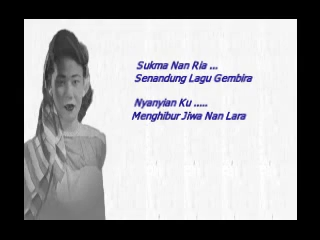 Sukma Nan Ria ...
Senandung Lagu Gembira
Nyanyian Ku .....
Menghibur Jiwa Nan Lara